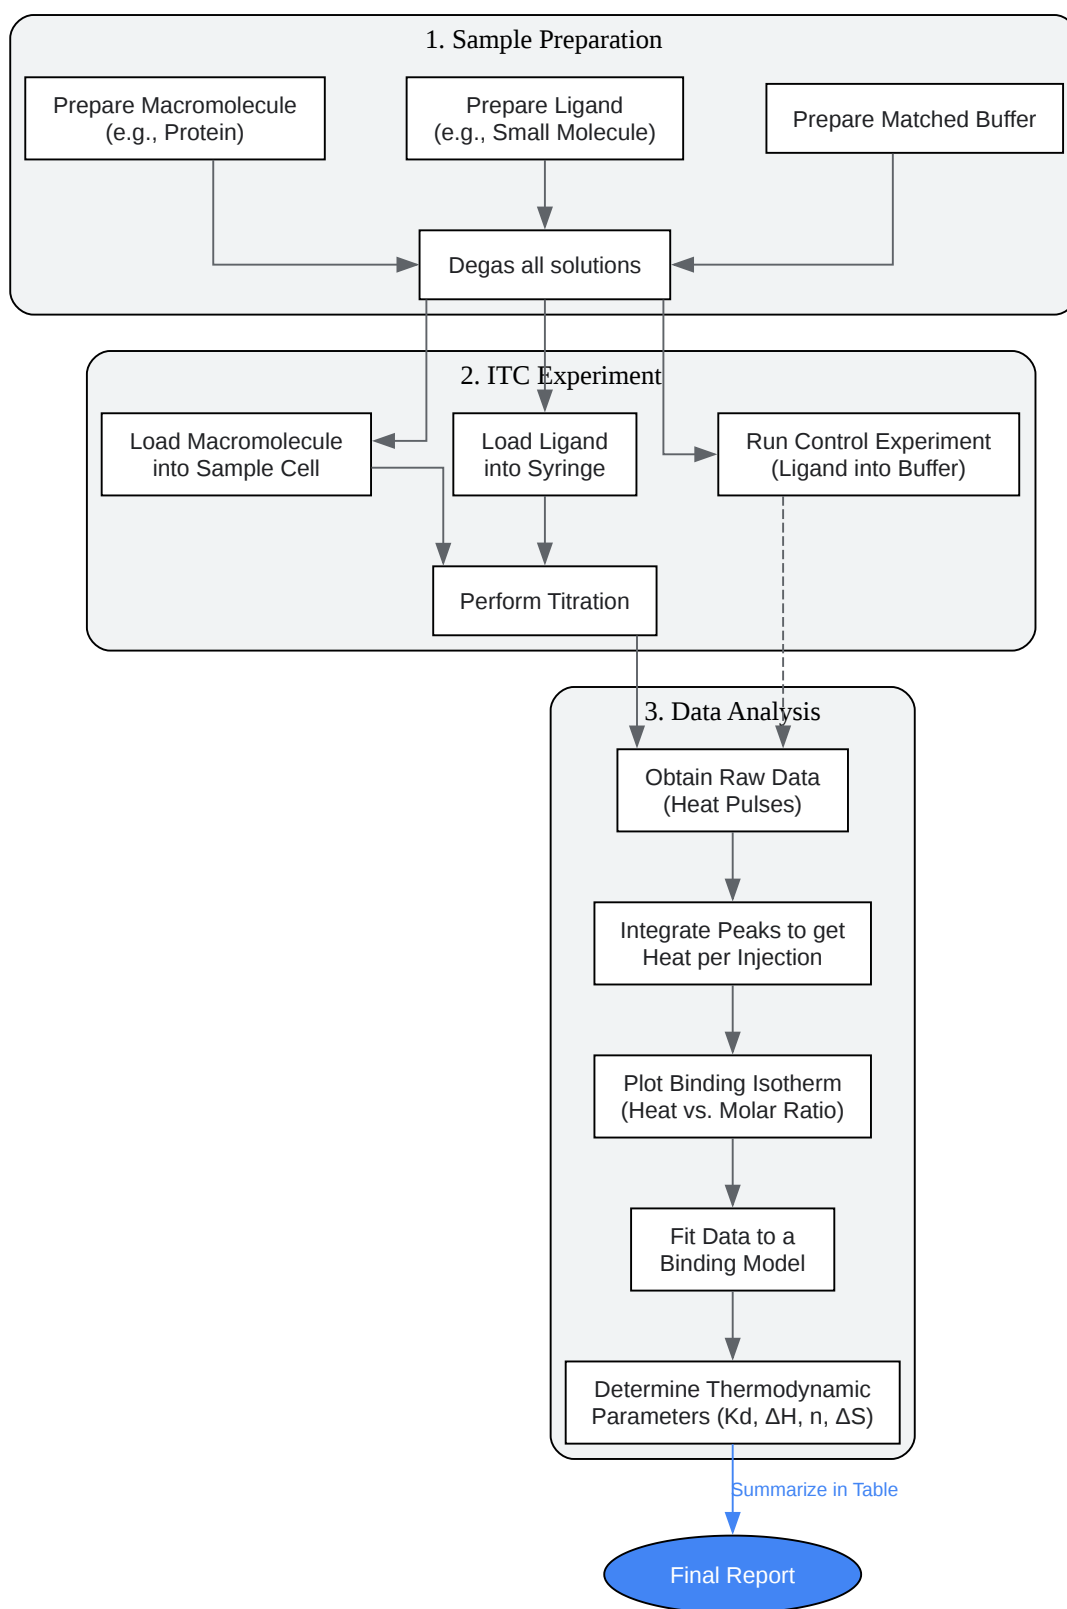 1. Sample Preparation
Prepare Macromolecule
(e.g., Protein)
Prepare Ligand
(e.g., Small Molecule)
Prepare Matched Buffer
Degas all solutions
2. ITC Experiment
Load Macromolecule
into Sample Cell
Load Ligand
into Syringe
Run Control Experiment
(Ligand into Buffer)
Perform Titration
3. Data Analysis
Obtain Raw Data
(Heat Pulses)
Integrate Peaks to get
Heat per Injection
Plot Binding Isotherm
(Heat vs. Molar Ratio)
Fit Data to a
Binding Model
Determine Thermodynamic
Parameters (Kd, ΔH, n, ΔS)
Summarize in Table
Final Report